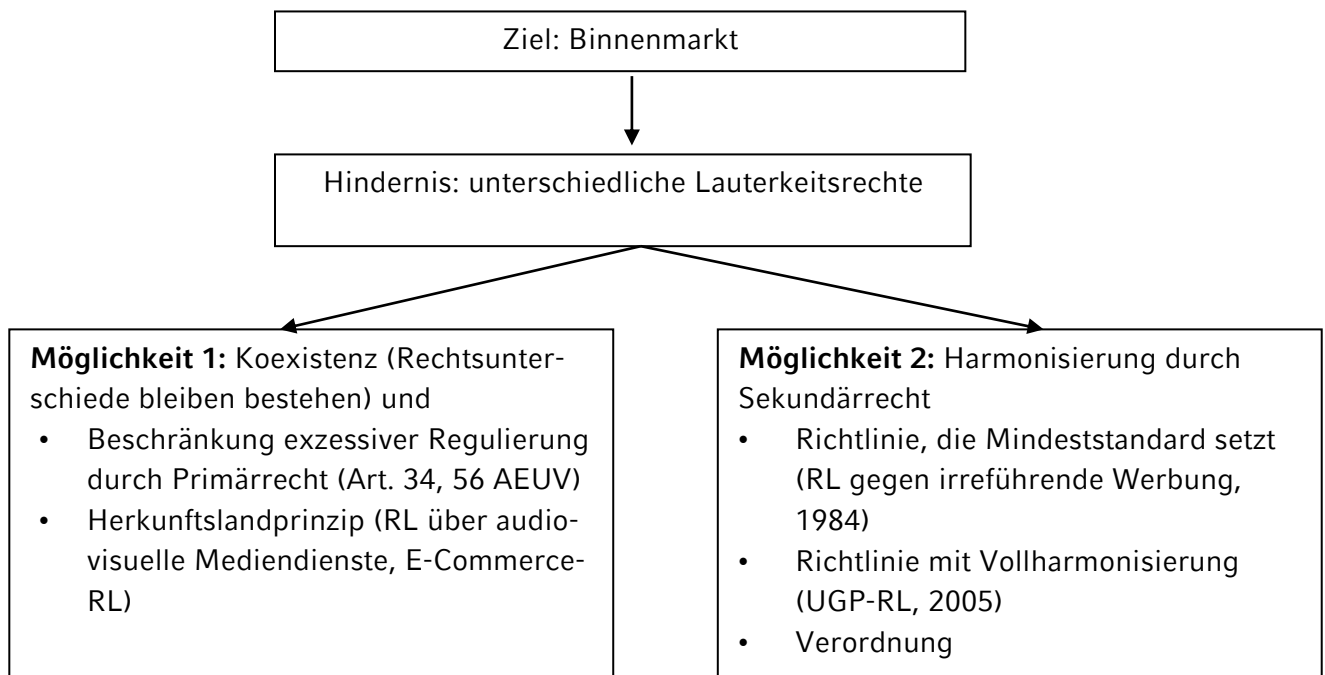 Ziel: Binnenmarkt
Hindernis: unterschiedliche Lauterkeitsrechte
Möglichkeit 1: Koexistenz (Rechtsunter-
schiede bleiben bestehen) und
• Beschränkung exzessiver Regulierung
durch Primärrecht (Art. 34, 56 AEUV)
• Herkunftslandprinzip (RL über audio-
visuelle Mediendienste, E-Commerce-
RL)
Möglichkeit 2: Harmonisierung durch
Sekundärrecht
• Richtlinie, die Mindeststandard setzt
(RL gegen irreführende Werbung,
1984)
• Richtlinie mit Vollharmonisierung
(UGP-RL, 2005)
• Verordnung